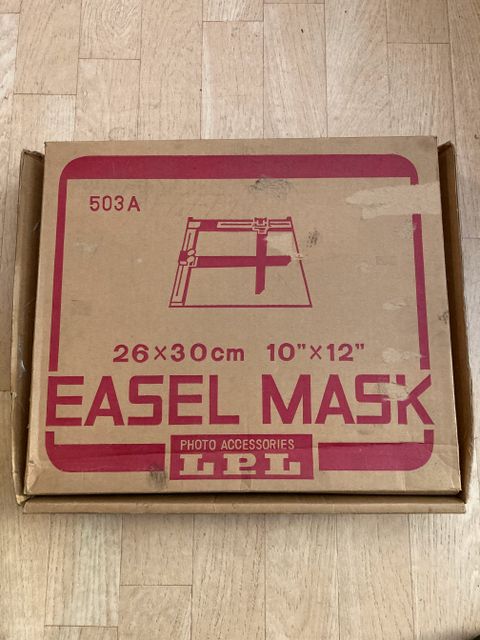 503A
26×30cm 10"×12"
EASEL MASK
PHOTO ACCESSORIES
LPL